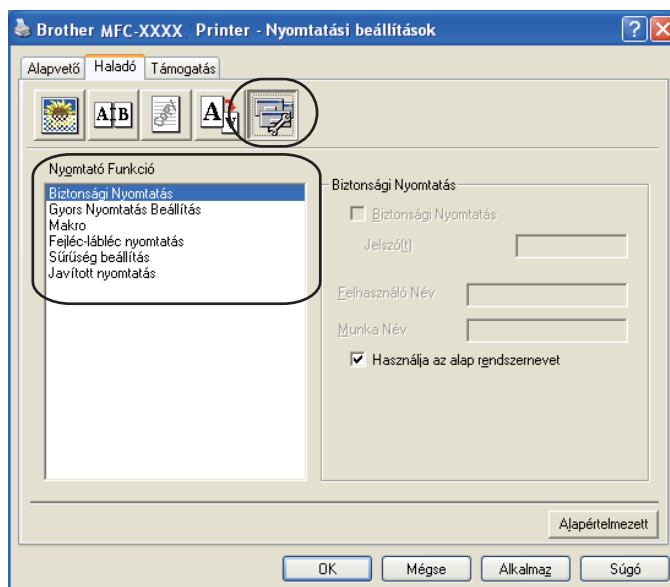 Brother MFC-XXXX Printer - Nyomtatási beállítások
Alapvető Haladó Támogatás
A B copy A A
Nyomtató Funkció
Biztonsági Nyomtatás
Gyors Nyomtatás Beállítás
Makro
Fejléc-lábléc nyomtatás
Sűrűség beállítás
Javított nyomtatás
Biztonsági Nyomtatás
Biztonsági Nyomtatás
Jelszó(t)
Felhasználó Név
Munka Név
Használja az alap rendszernevet
Alapértelmezett
OK Mégse Alkalmaz Súgó